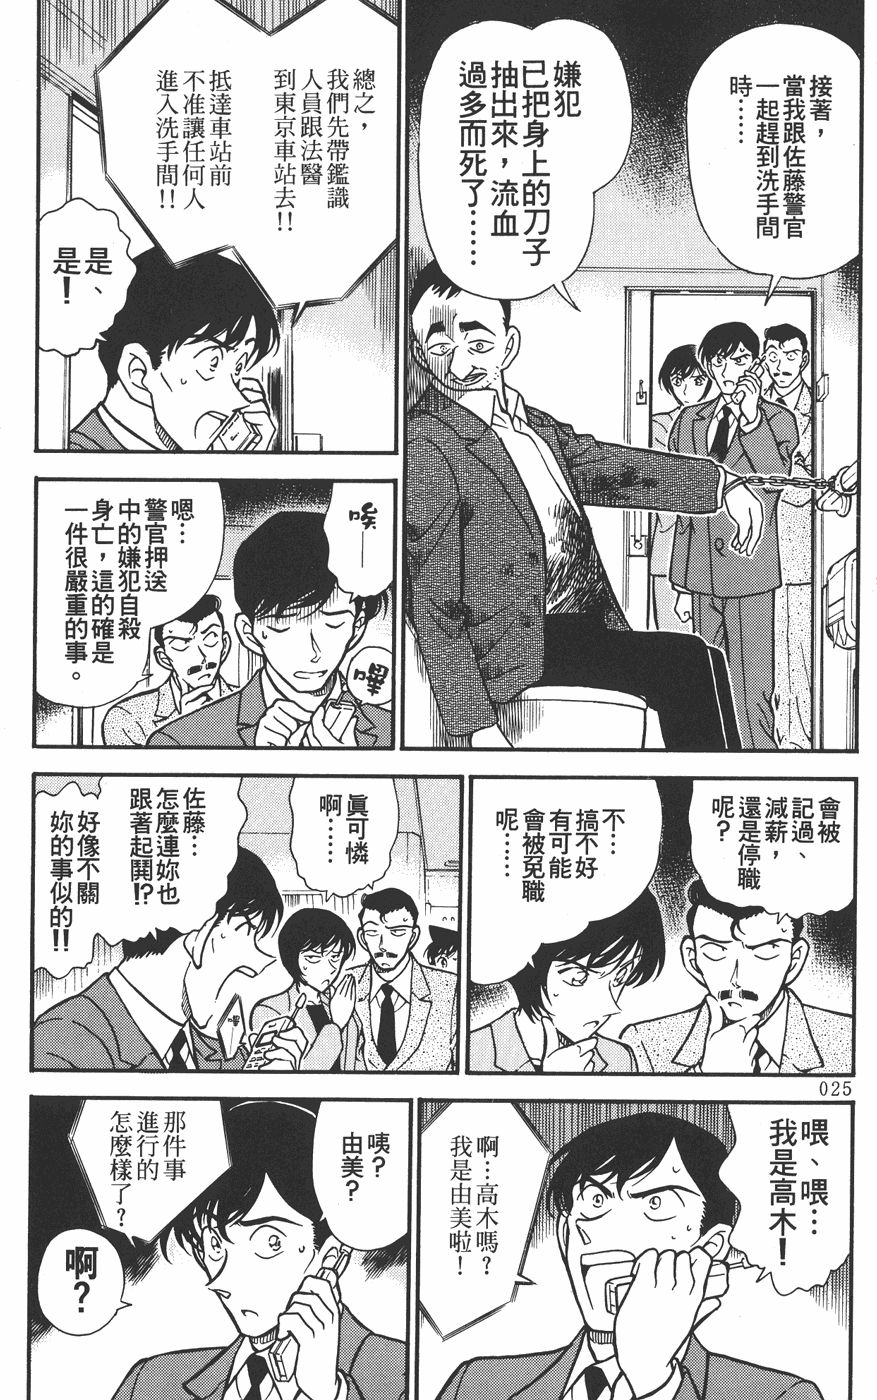 接著，
當我跟佐藤警官
一起趕到洗手間
時……
嫌犯
已把身上的刀子
抽出來，流血
過多而死了……
總之，
我們先帶鑑識
人員跟法醫
到東京車站去!!
抵達車站前
不准讓任何人
進入洗手間!!
是、
是！
唉
嗶
嗯…
警官押送
中的嫌犯自殺
身亡，這的確是
一件很嚴重的事。
會被
記過、
減薪，
還是停職
呢？
不…
搞不好
有可能
會被免職
呢……
真可憐
啊……
佐藤…
怎麼連妳也
跟著起鬨!?
好像不關
妳的事似的!!
嗶
025
喂、喂…
我是高木！
啊…高木嗎？
我是由美啦！
咦？
由美？
那件事
進行的
怎麼樣了？
啊？